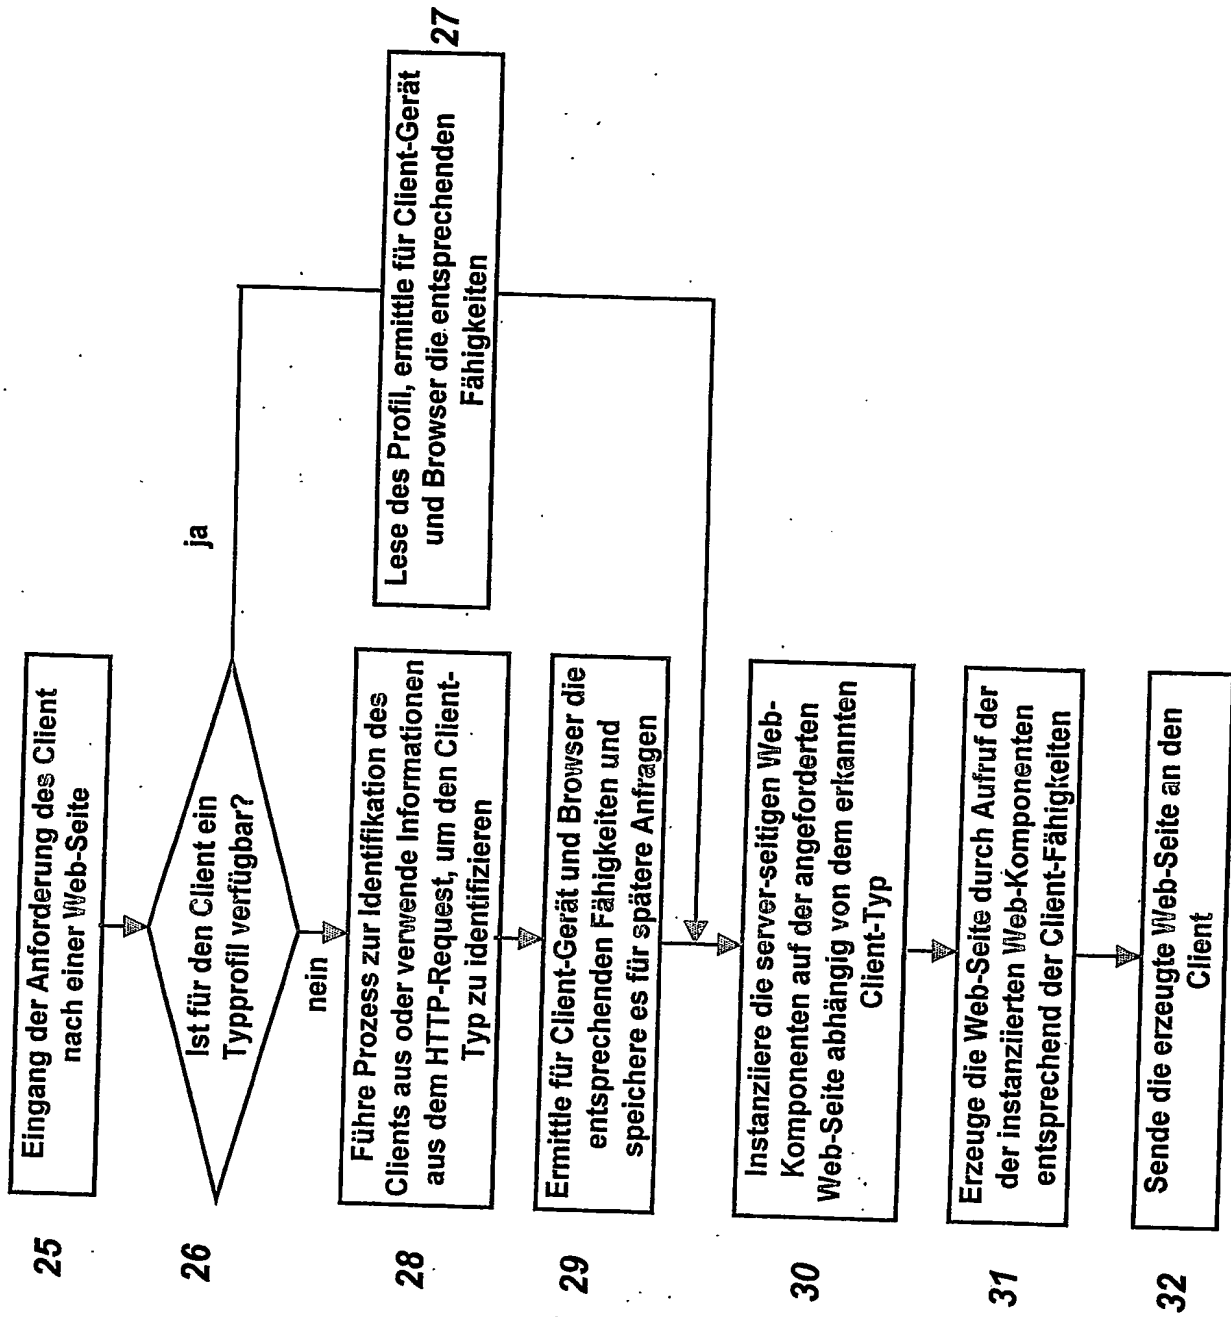 25
Eingang der Anforderung des Client
nach einer Web-Seite
26
Ist für den Client ein
Typprofil verfügbar?
ja
nein
27
Lese des Profil, ermittle für Client-Gerät
und Browser die entsprechenden
Fähigkeiten
28
Führe Prozess zur Identifikation des
Clients aus oder verwende Informationen
aus dem HTTP-Request, um den Client-
Typ zu identifizieren
29
Ermittle für Client-Gerät und Browser die
entsprechenden Fähigkeiten und
speichere es für spätere Anfragen
30
Instanziiere die server-seitigen Web-
Komponenten auf der angeforderten
Web-Seite abhängig von dem erkannten
Client-Typ
31
Erzeuge die Web-Seite durch Aufruf der
der instanziierten Web-Komponenten
entsprechend der Client-Fähigkeiten
32
Sende die erzeugte Web-Seite an den
Client